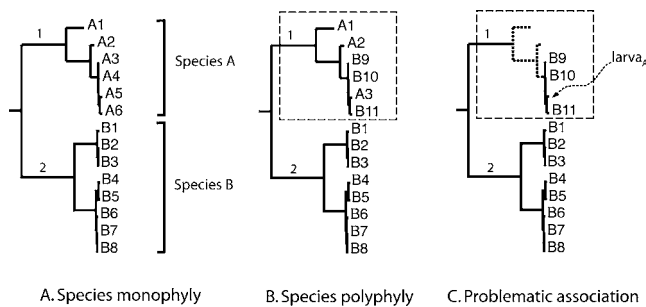 1
A1
A2
A3
A4
A5
A6
Species A
2
B1
B2
B3
B4
B5
B6
B7
B8
Species B
A. Species monophyly
1
A1
A2
B9
B10
A3
B11
2
B1
B2
B3
B4
B5
B6
B7
B8
B. Species polyphyly
1
B9
B10
larvaA
B11
2
B1
B2
B3
B4
B5
B6
B7
B8
C. Problematic association